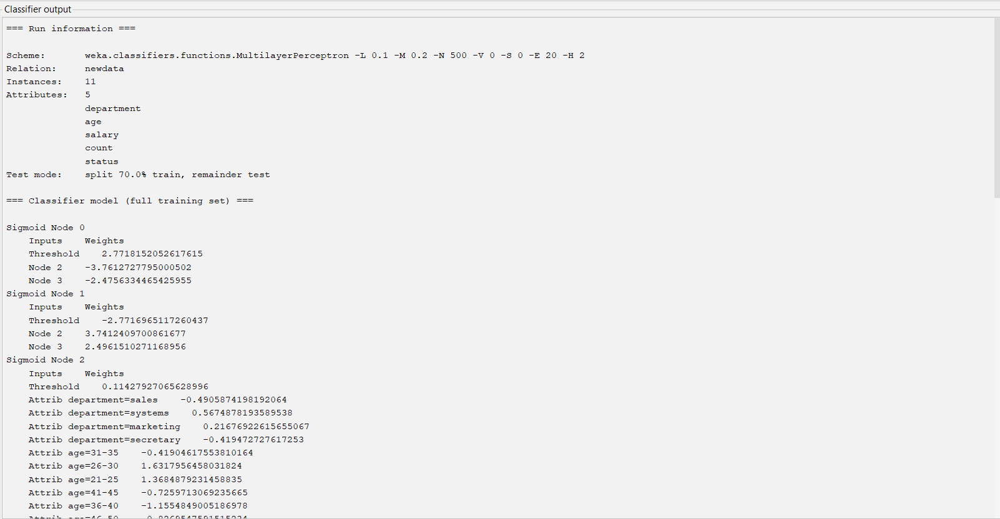 Classifier output
=== Run information ===
Scheme: weka.classifiers.functions.MultilayerPerceptron -L 0.1 -M 0.2 -N 500 -V 0 -S 0 -E 20 -H 2
Relation: newdata
Instances: 11
Attributes: 5
department
age
salary
count
status
Test mode: split 70.0% train, remainder test
=== Classifier model (full training set) ===
Sigmoid Node 0
Inputs Weights
Threshold 2.7718152052617615
Node 2 -3.7612727795000502
Node 3 -2.4756334465425955
Sigmoid Node 1
Inputs Weights
Threshold -2.7716965117260437
Node 2 3.7412409700861677
Node 3 2.4961510271168956
Sigmoid Node 2
Inputs Weights
Threshold 0.11427927065628996
Attrib department=sales -0.4905874198192064
Attrib department=systems 0.5674878193589538
Attrib department=marketing 0.21676922615655067
Attrib department=secretary -0.419472727617253
Attrib age=31-35 -0.41904617553810164
Attrib age=26-30 1.6317956458031824
Attrib age=21-25 1.3684879231458835
Attrib age=41-45 -0.7259713069235665
Attrib age=36-40 -1.1554849005186978
Attrib age=46-50